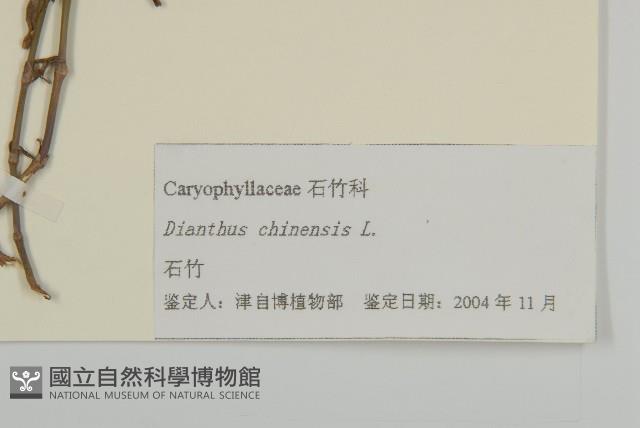 Caryophyllaceae 石竹科
Dianthus chinensis L.
石竹
鉴定人：津自博植物部 鉴定日期：2004 年 11 月
國立自然科學博物館
NATIONAL MUSEUM OF NATURAL SCIENCE